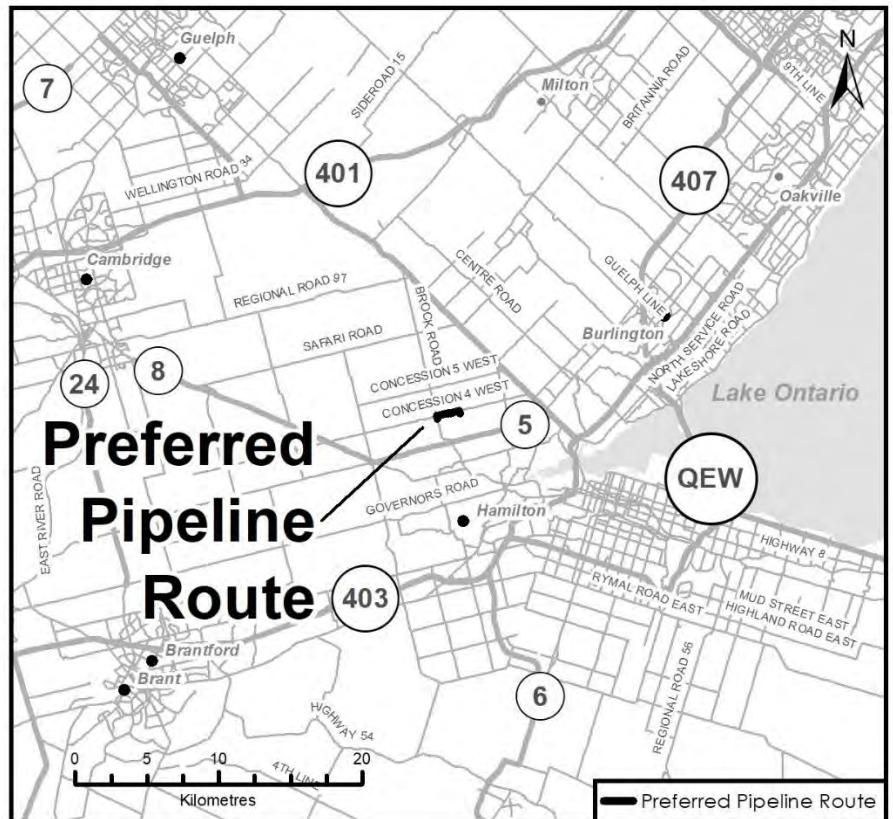 Guelph
N
7
SIDEROAD 15
Milton
BRITANNIA ROAD
9TH LINE
WELLINGTON ROAD 34
401
407
Oakville
Cambridge
REGIONAL ROAD 97
BROCK ROAD
CENTRE ROAD
GUELPH LINE
SAFARI ROAD
Burlington
NORTH SERVICE ROAD
LAKESHORE ROAD
CONCESSION 5 WEST
CONCESSION 4 WEST
24
8
5
Lake Ontario
Preferred
Pipeline
Route
EAST RIVER ROAD
GOVERNORS ROAD
Hamilton
QEW
HIGHWAY 8
403
RYMAL ROAD EAST
MUD STREET EAST
HIGHLAND ROAD EAST
Brantford
Brant
6
REGIONAL ROAD 56
HIGHWAY 54
4TH LINE
0 5 10 20
Kilometres
Preferred Pipeline Route